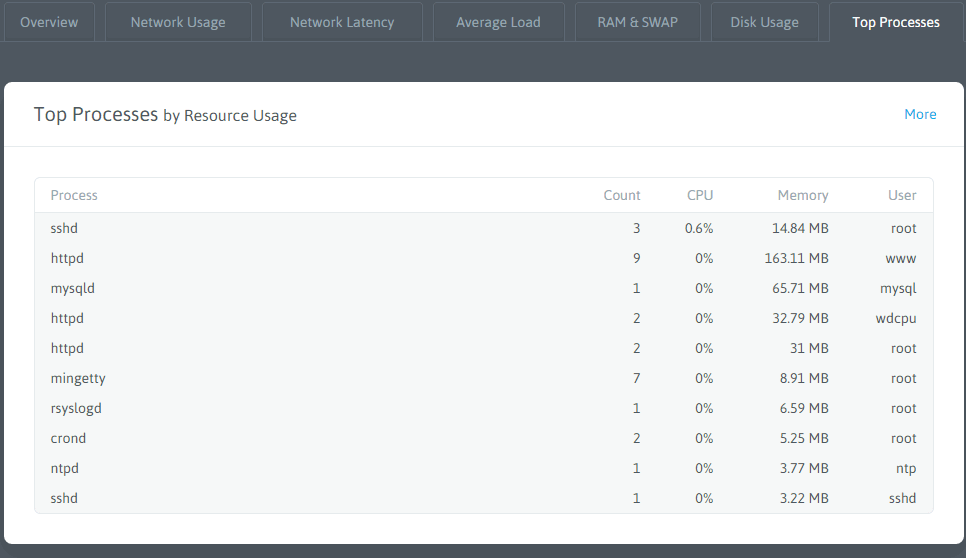 Overview Network Usage Network Latency Average Load RAM & SWAP Disk Usage Top Processes
Top Processes by Resource Usage More
Process Count CPU Memory User
sshd 3 0.6% 14.84 MB root
httpd 9 0% 163.11 MB www
mysqld 1 0% 65.71 MB mysql
httpd 2 0% 32.79 MB wdcpu
httpd 2 0% 31 MB root
mingetty 7 0% 8.91 MB root
rsyslogd 1 0% 6.59 MB root
crond 2 0% 5.25 MB root
ntpd 1 0% 3.77 MB ntp
sshd 1 0% 3.22 MB sshd